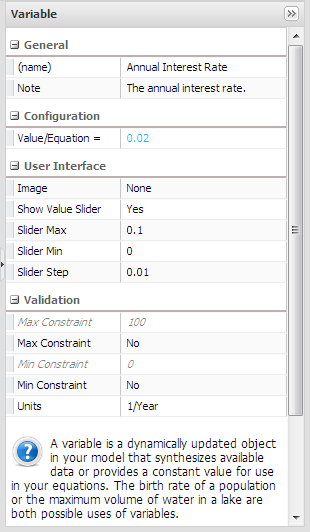 Variable
General
(name) Annual Interest Rate
Note The annual interest rate.
Configuration
Value/Equation = 0.02
User Interface
Image None
Show Value Slider Yes
Slider Max 0.1
Slider Min 0
Slider Step 0.01
Validation
Max Constraint 100
Max Constraint No
Min Constraint 0
Min Constraint No
Units 1/Year
A variable is a dynamically updated object
in your model that synthesizes available
data or provides a constant value for use
in your equations. The birth rate of a population
or the maximum volume of water in a lake are
both possible uses of variables.